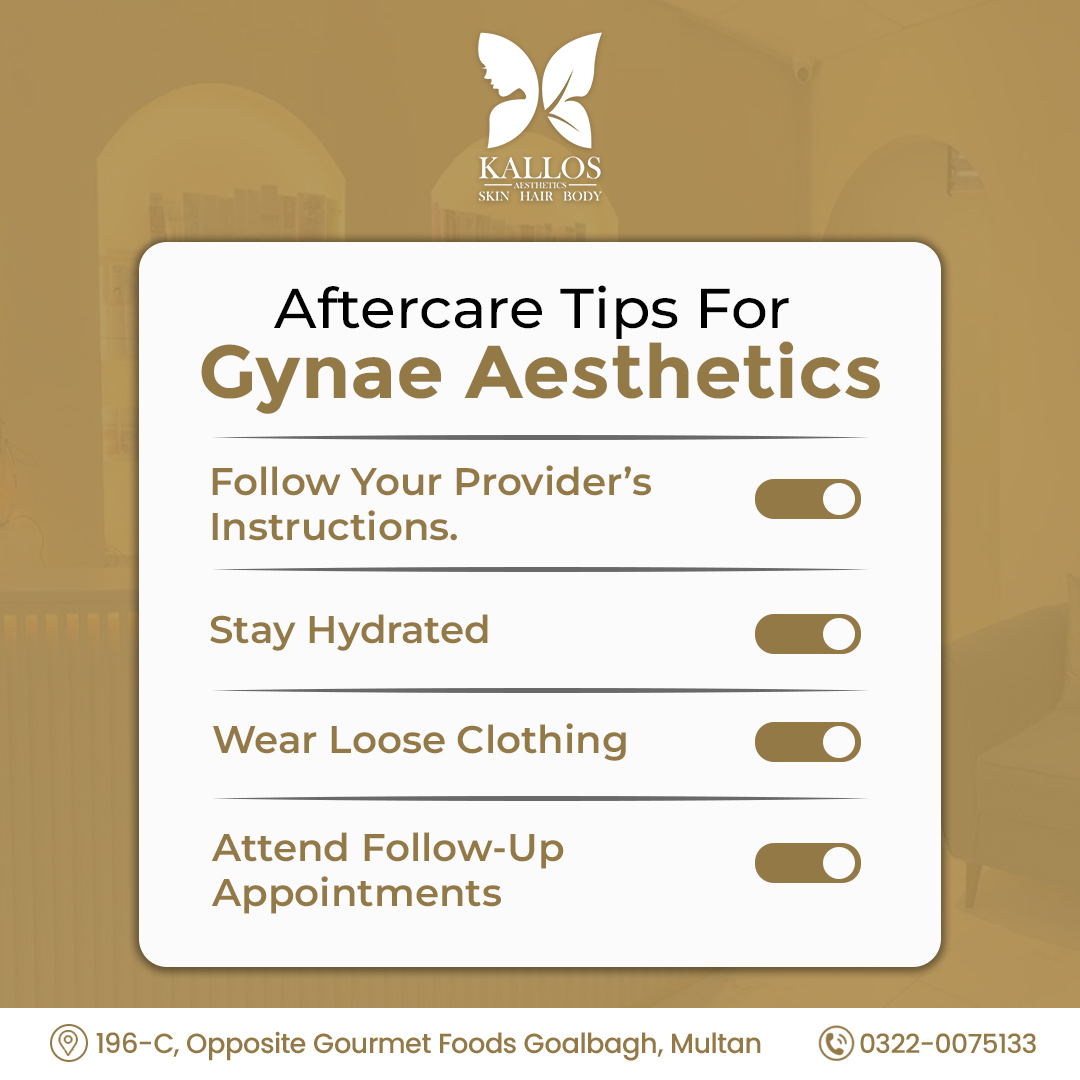 KALLOS
AESTHETICS
SKIN HAIR BODY
Aftercare Tips For
Gynae Aesthetics
Follow Your Provider’s
Instructions.
Stay Hydrated
Wear Loose Clothing
Attend Follow-Up
Appointments
196-C, Opposite Gourmet Foods Goalbagh, Multan
0322-0075133